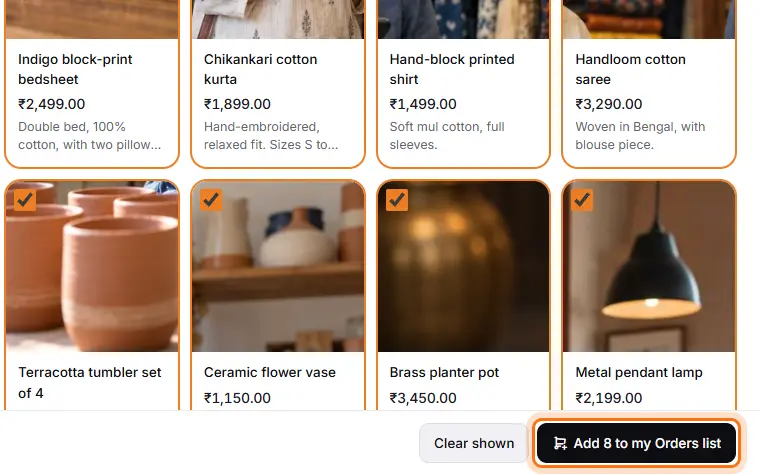 Indigo block-print
bedsheet
₹2,499.00
Double bed, 100%
cotton, with two pillow...
Chikankari cotton
kurta
₹1,899.00
Hand-embroidered,
relaxed fit. Sizes S to...
Hand-block printed
shirt
₹1,499.00
Soft mul cotton, full
sleeves.
Handloom cotton
saree
₹3,290.00
Woven in Bengal, with
blouse piece.
Terracotta tumbler set
of 4
Ceramic flower vase
₹1,150.00
Brass planter pot
₹3,450.00
Metal pendant lamp
₹2,199.00
Clear shown
Add 8 to my Orders list